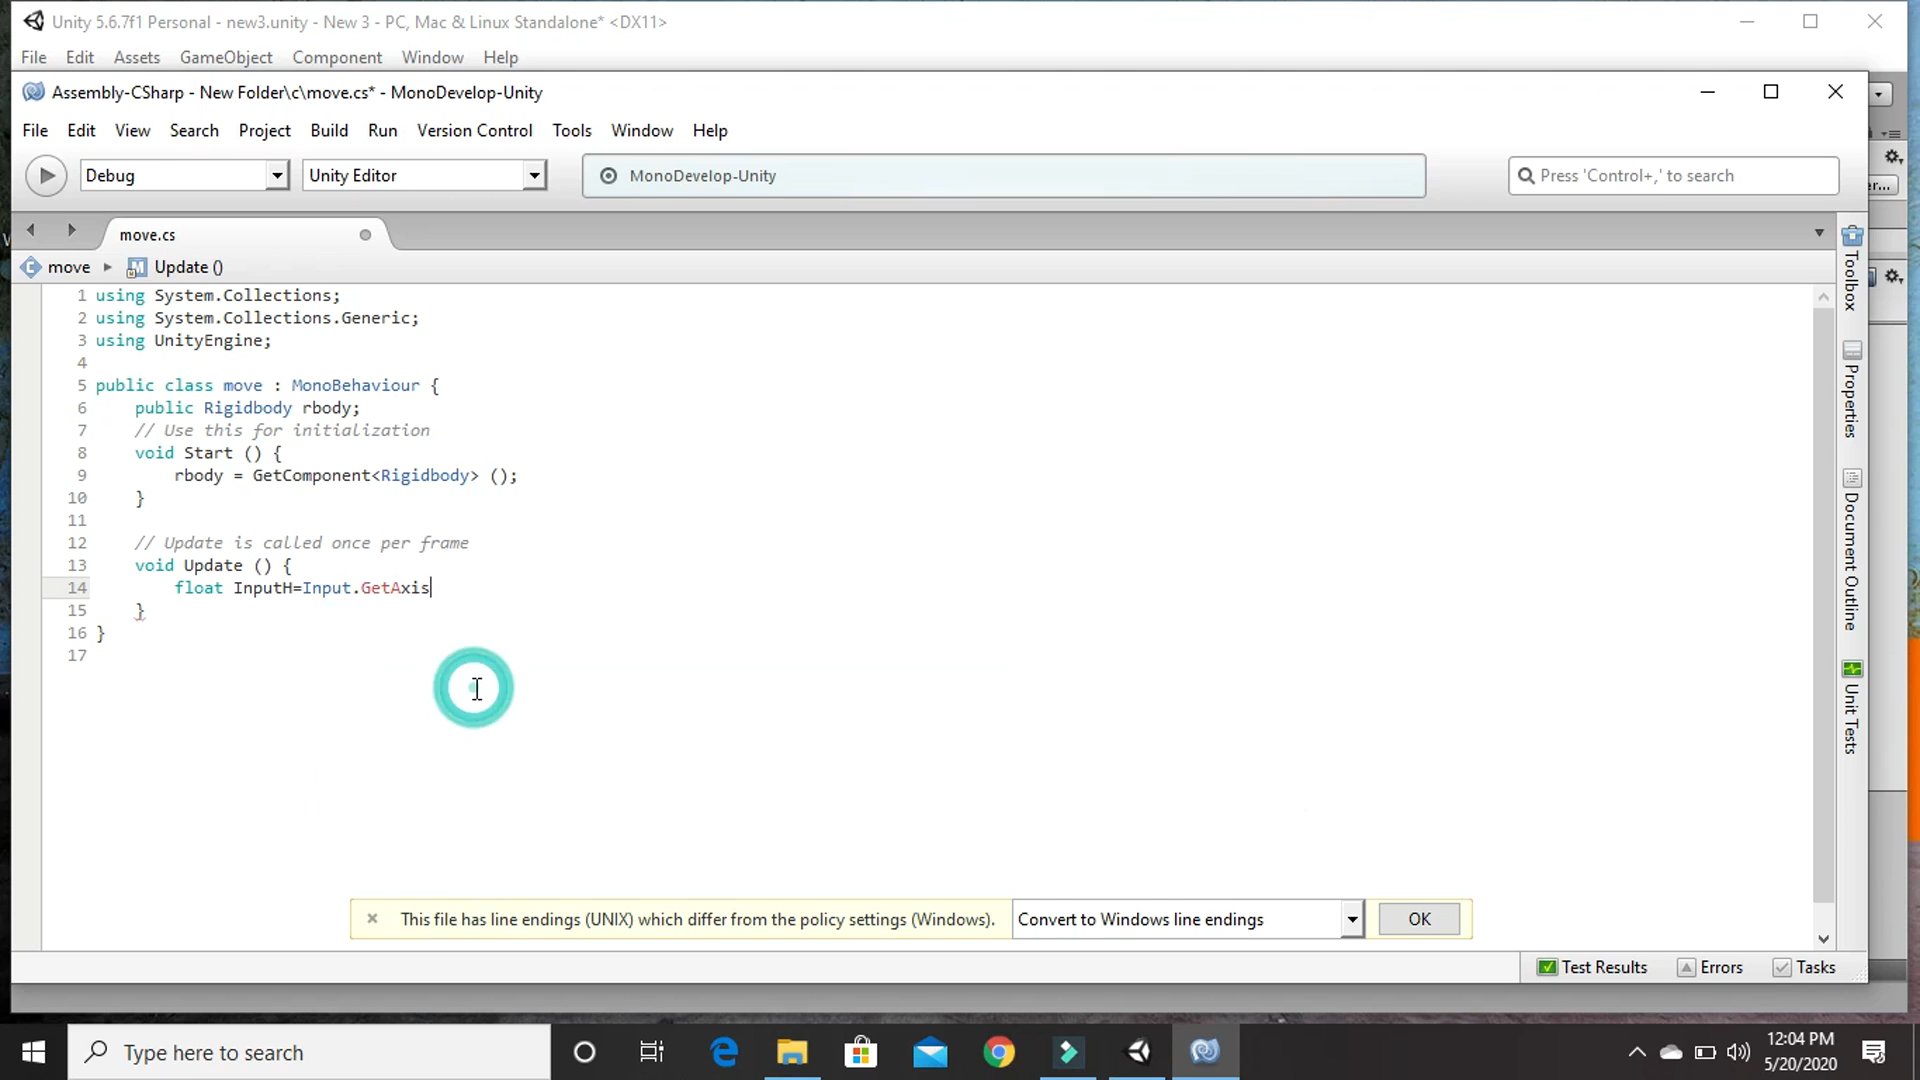 Unity 5.6.7f1 Personal - new3.unity - New 3 - PC, Mac & Linux Standalone* <DX11>
File Edit Assets GameObject Component Window Help
Assembly-CSharp - New Folder\c\move.cs* - MonoDevelop-Unity
File Edit View Search Project Build Run Version Control Tools Window Help
Debug Unity Editor MonoDevelop-Unity Press 'Control+,' to search
er...
move.cs
move Update ()
1 using System.Collections;
2 using System.Collections.Generic;
3 using UnityEngine;
4
5 public class move : MonoBehaviour {
6 public Rigidbody rbody;
7 // Use this for initialization
8 void Start () {
9 rbody = GetComponent<Rigidbody> ();
10 }
11
12 // Update is called once per frame
13 void Update () {
14 float InputH=Input.GetAxis
15 }
16 }
17
Toolbox
Properties
Document Outline
Unit Tests
This file has line endings (UNIX) which differ from the policy settings (Windows). Convert to Windows line endings OK
Test Results Errors Tasks
Type here to search
12:04 PM
5/20/2020